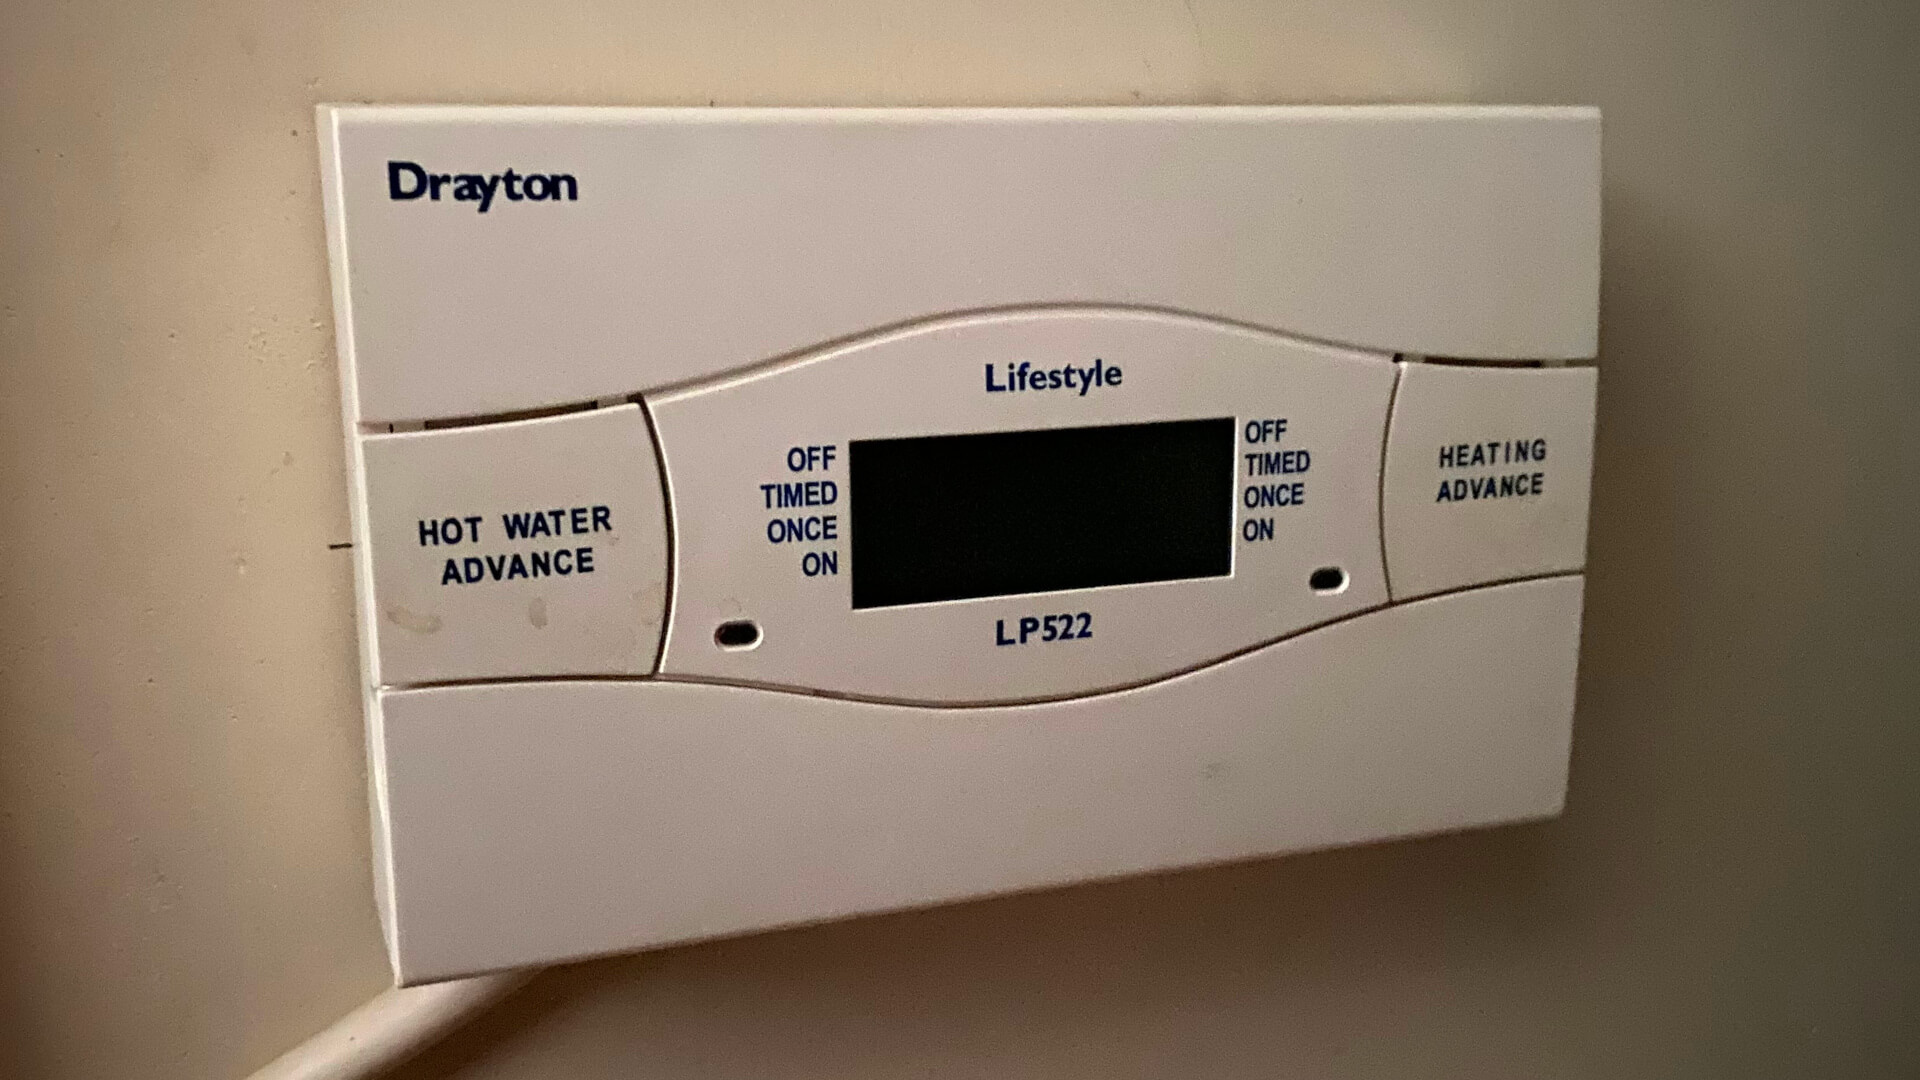 Drayton
Lifestyle
HOT WATER
ADVANCE
OFF
TIMED
ONCE
ON
OFF
TIMED
ONCE
ON
HEATING
ADVANCE
LP522